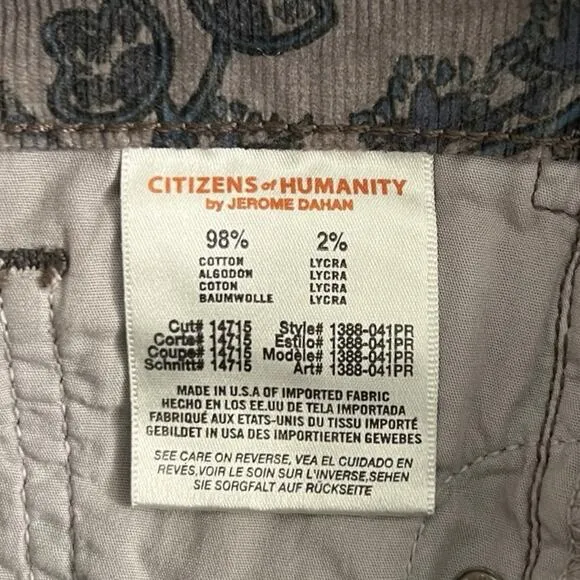 CITIZENS of HUMANITY
by JEROME DAHAN
98% 2%
COTTON LYCRA
ALGODON LYCRA
COTON LYCRA
BAUMWOLLE LYCRA
Cut# 14715 Style# 1388-041PR
Corte# 14715 Estilo# 1388-041PR
Coupe# 14715 Modèle# 1388-041PR
Schnitt# 14715 Art# 1388-041PR
MADE IN U.S.A OF IMPORTED FABRIC
HECHO EN LOS EE.UU DE TELA IMPORTADA
FABRIQUÉ AUX ETATS-UNIS DU TISSU IMPORTÉ
GEBILDET IN USA DES IMPORTIERTEN GEWEBES
SEE CARE ON REVERSE, VEA EL CUIDADO EN
REVÉS,VOIR LE SOIN SUR L'INVERSE,SEHEN
SIE SORGFALT AUF RÜCKSEITE